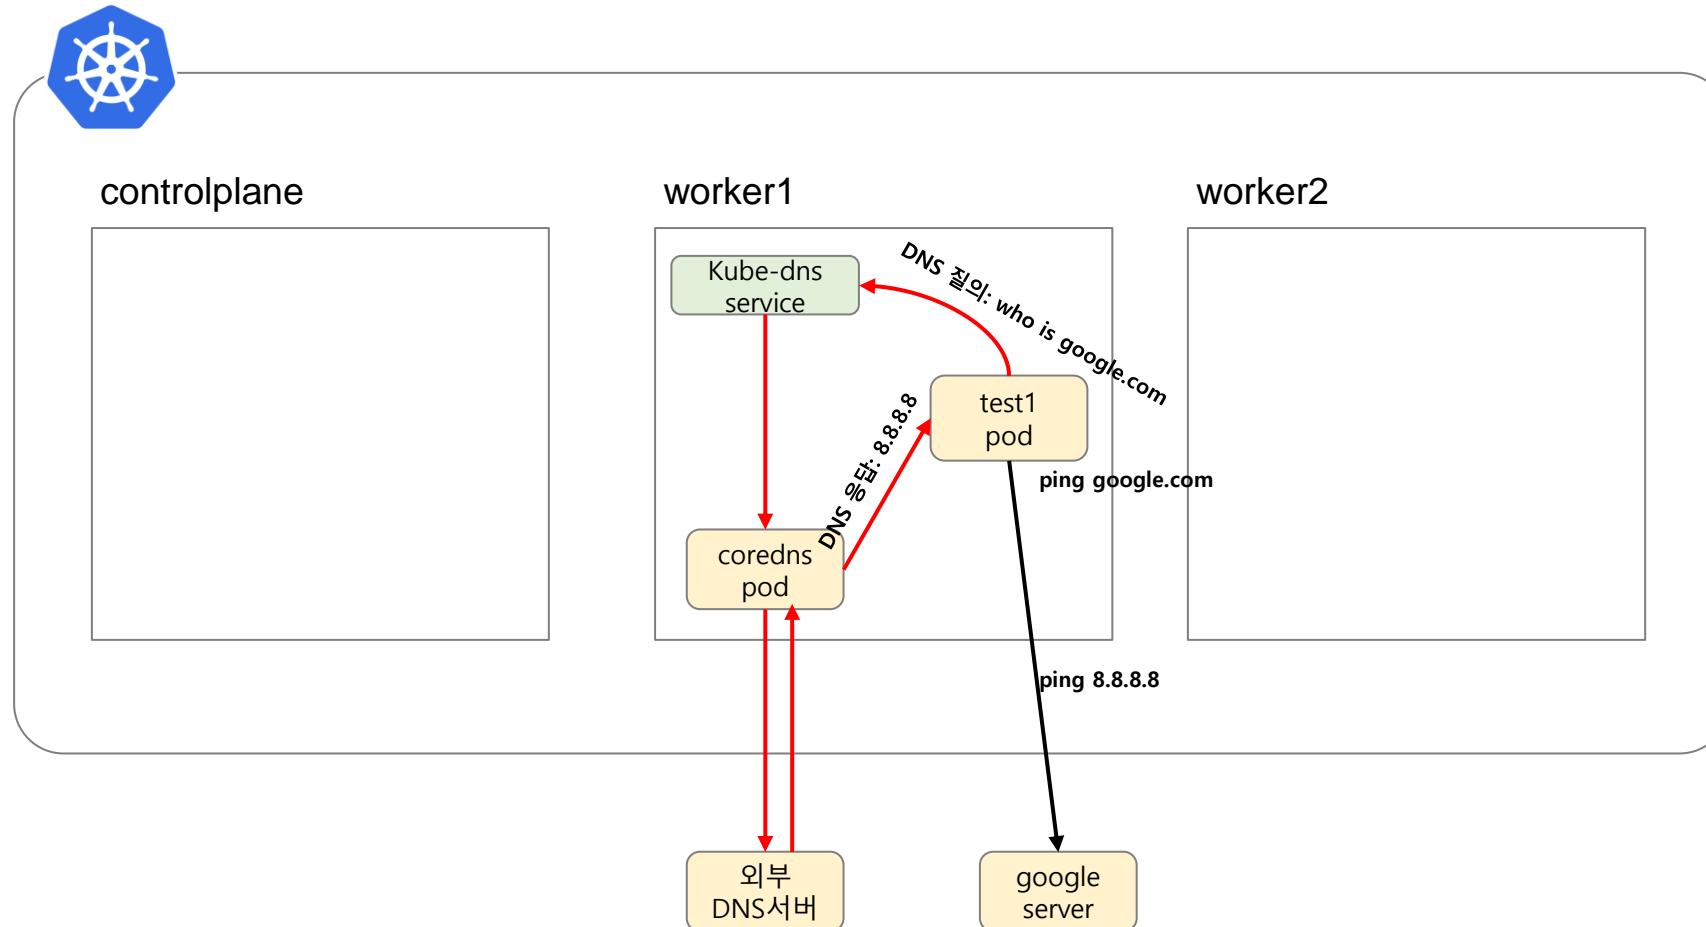 controlplane
worker1
worker2
Kube-dns
service
DNS 질의: who is google.com
test1
pod
DNS 응답: 8.8.8.8
ping google.com
coredns
pod
ping 8.8.8.8
외부
DNS서버
google
server